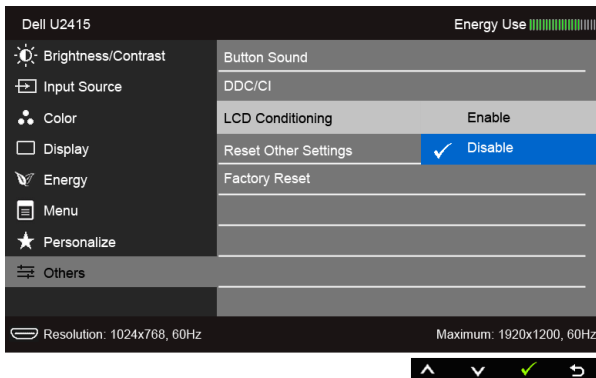 Dell U2415 Energy Use
Brightness/Contrast Button Sound
Input Source DDC/CI
Color LCD Conditioning Enable
Display Reset Other Settings Disable
Energy Factory Reset
Menu
Personalize
Others
Resolution: 1024x768, 60Hz Maximum: 1920x1200, 60Hz